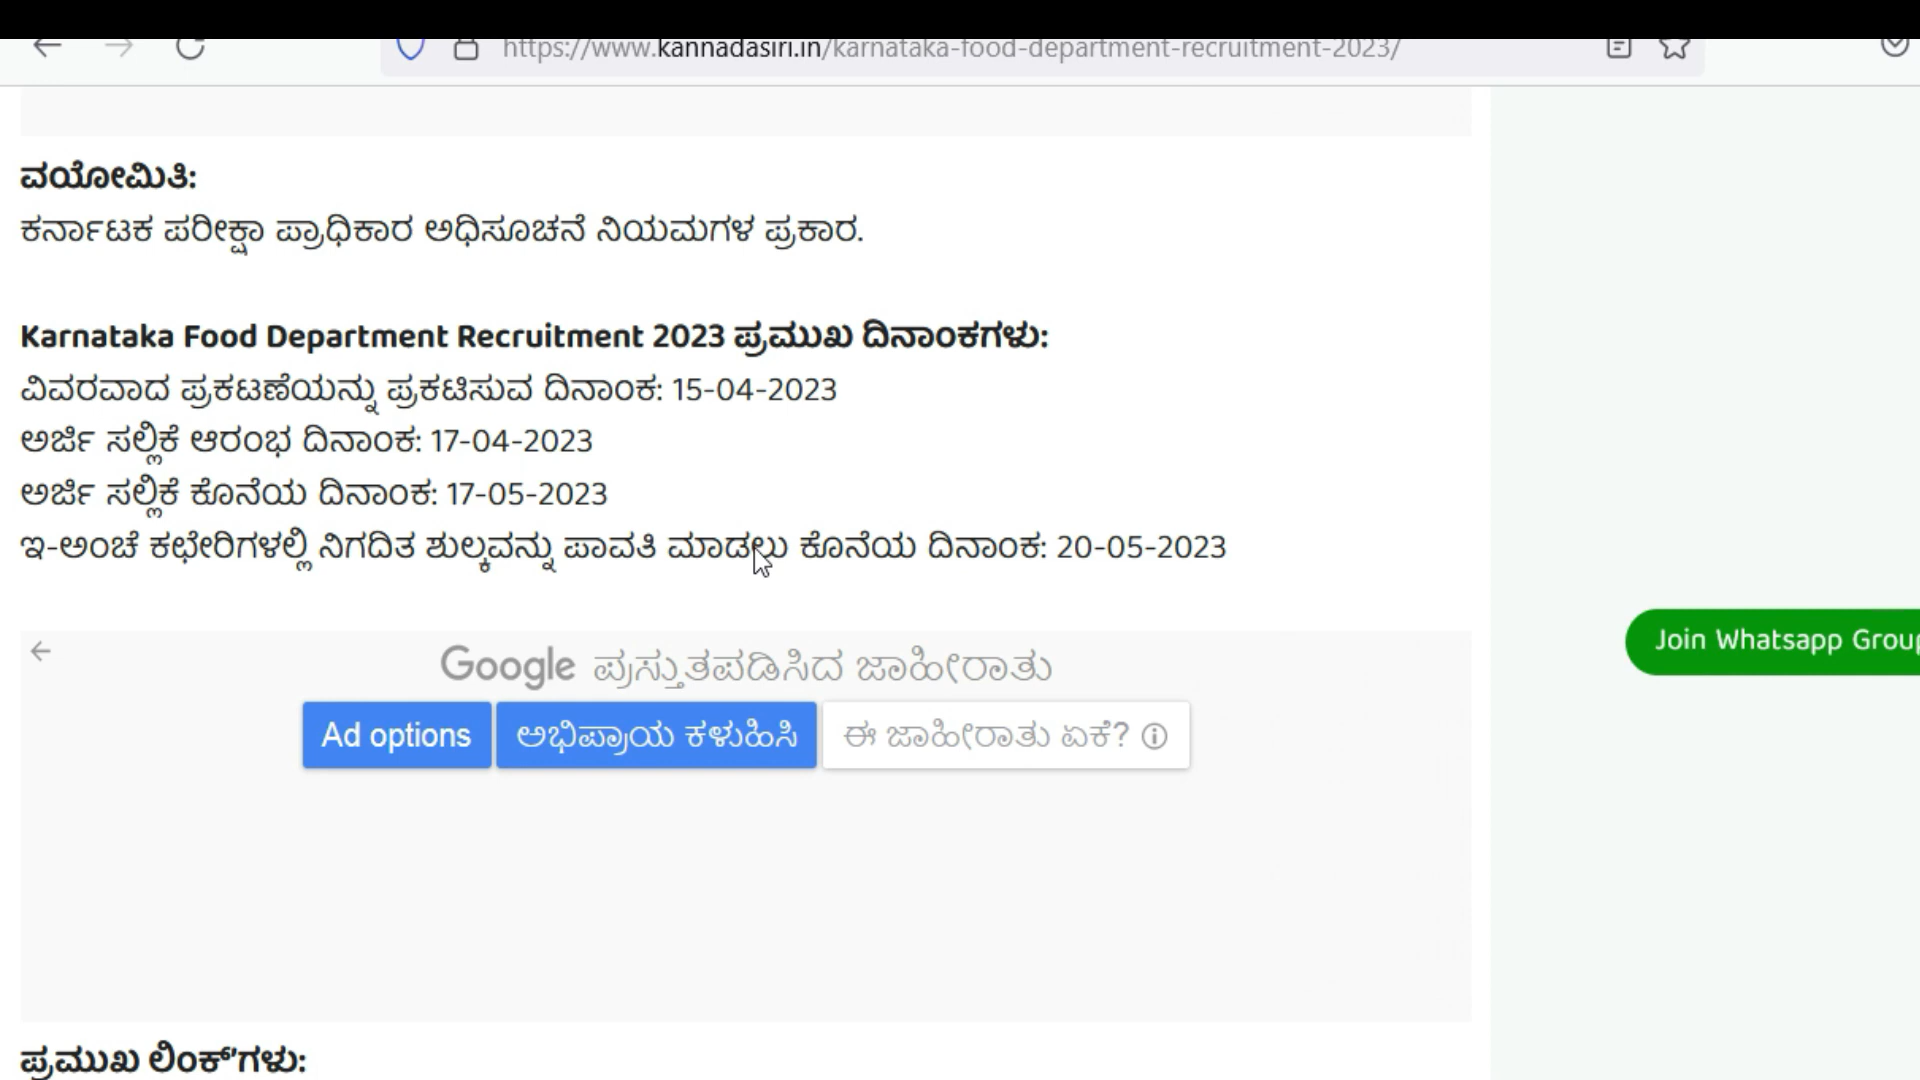 https://www.kannadasiri.in/karnataka-food-department-recruitment-2023/
ವಯೋಮಿತಿ:
ಕರ್ನಾಟಕ ಪರೀಕ್ಷಾ ಪ್ರಾಧಿಕಾರ ಅಧಿಸೂಚನೆ ನಿಯಮಗಳ ಪ್ರಕಾರ.
Karnataka Food Department Recruitment 2023 ಪ್ರಮುಖ ದಿನಾಂಕಗಳು:
ವಿವರವಾದ ಪ್ರಕಟಣೆಯನ್ನು ಪ್ರಕಟಿಸುವ ದಿನಾಂಕ: 15-04-2023
ಅರ್ಜಿ ಸಲ್ಲಿಕೆ ಆರಂಭ ದಿನಾಂಕ: 17-04-2023
ಅರ್ಜಿ ಸಲ್ಲಿಕೆ ಕೊನೆಯ ದಿನಾಂಕ: 17-05-2023
ಇ-ಅಂಚೆ ಕಛೇರಿಗಳಲ್ಲಿ ನಿಗದಿತ ಶುಲ್ಕವನ್ನು ಪಾವತಿ ಮಾಡಲು ಕೊನೆಯ ದಿನಾಂಕ: 20-05-2023
Google ಪ್ರಸ್ತುತಪಡಿಸಿದ ಜಾಹೀರಾತು
Ad options ಅಭಿಪ್ರಾಯ ಕಳುಹಿಸಿ ಈ ಜಾಹೀರಾತು ಏಕೆ?
Join Whatsapp Group
ಪ್ರಮುಖ ಲಿಂಕ್'ಗಳು: